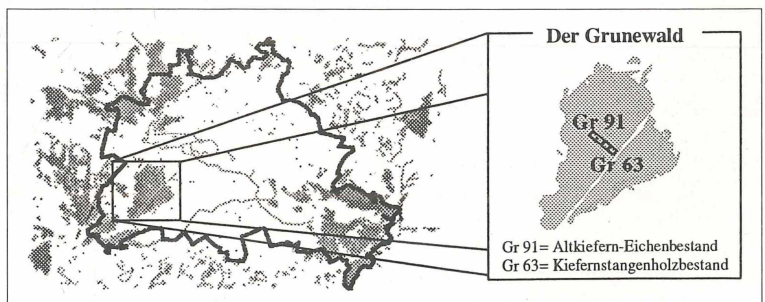 Der Grunewald
Gr 91
Gr 63
Gr 91= Altkiefern-Eichenbestand
Gr 63= Kiefernstangenholzbestand